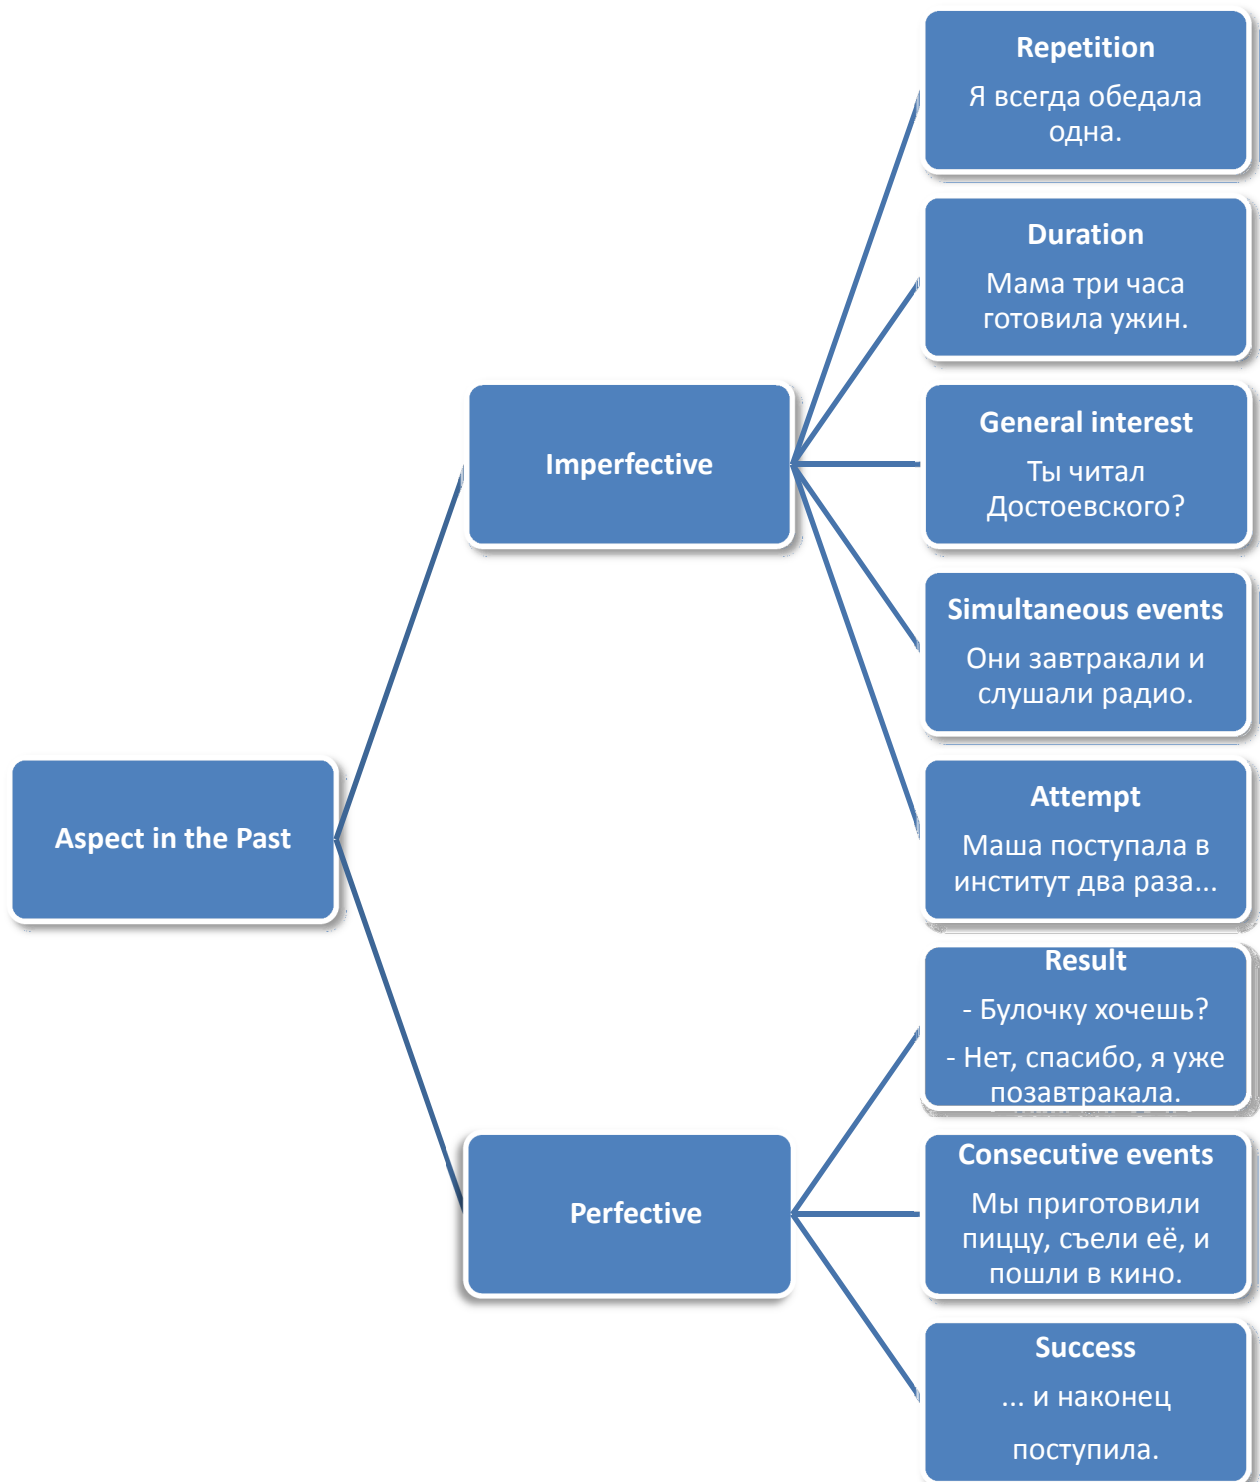 Repetition
Я всегда обедала
одна.
Duration
Мама три часа
готовила ужин.
Imperfective
General interest
Ты читал
Достоевского?
Simultaneous events
Они завтракали и
слушали радио.
Aspect in the Past
Attempt
Маша поступала в
институт два раза...
Result
- Булочку хочешь?
- Нет, спасибо, я уже
позавтракала.
Perfective
Consecutive events
Мы приготовили
пиццу, съели её, и
пошли в кино.
Success
... и наконец
поступила.